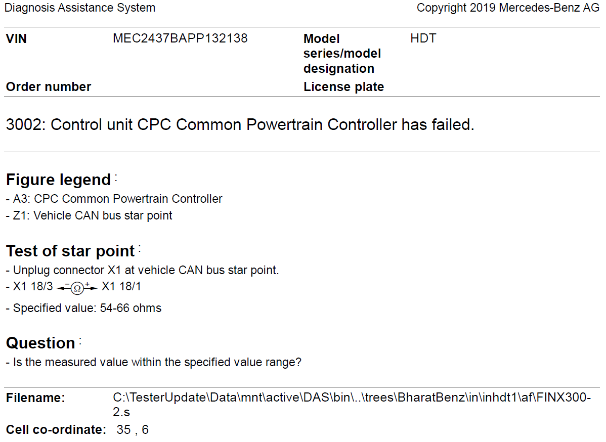 Diagnosis Assistance System Copyright 2019 Mercedes-Benz AG
VIN MEC2437BAPP132138 Model series/model designation HDT
Order number License plate
3002: Control unit CPC Common Powertrain Controller has failed.
Figure legend :
- A3: CPC Common Powertrain Controller
- Z1: Vehicle CAN bus star point
Test of star point :
- Unplug connector X1 at vehicle CAN bus star point.
- X1 18/3 - Ω + X1 18/1
- Specified value: 54-66 ohms
Question :
- Is the measured value within the specified value range?
Filename: C:\TesterUpdate\Data\mnt\active\DAS\bin\..\trees\BharatBenz\in\inhdt1\af\FINX300-
2.s
Cell co-ordinate: 35 , 6